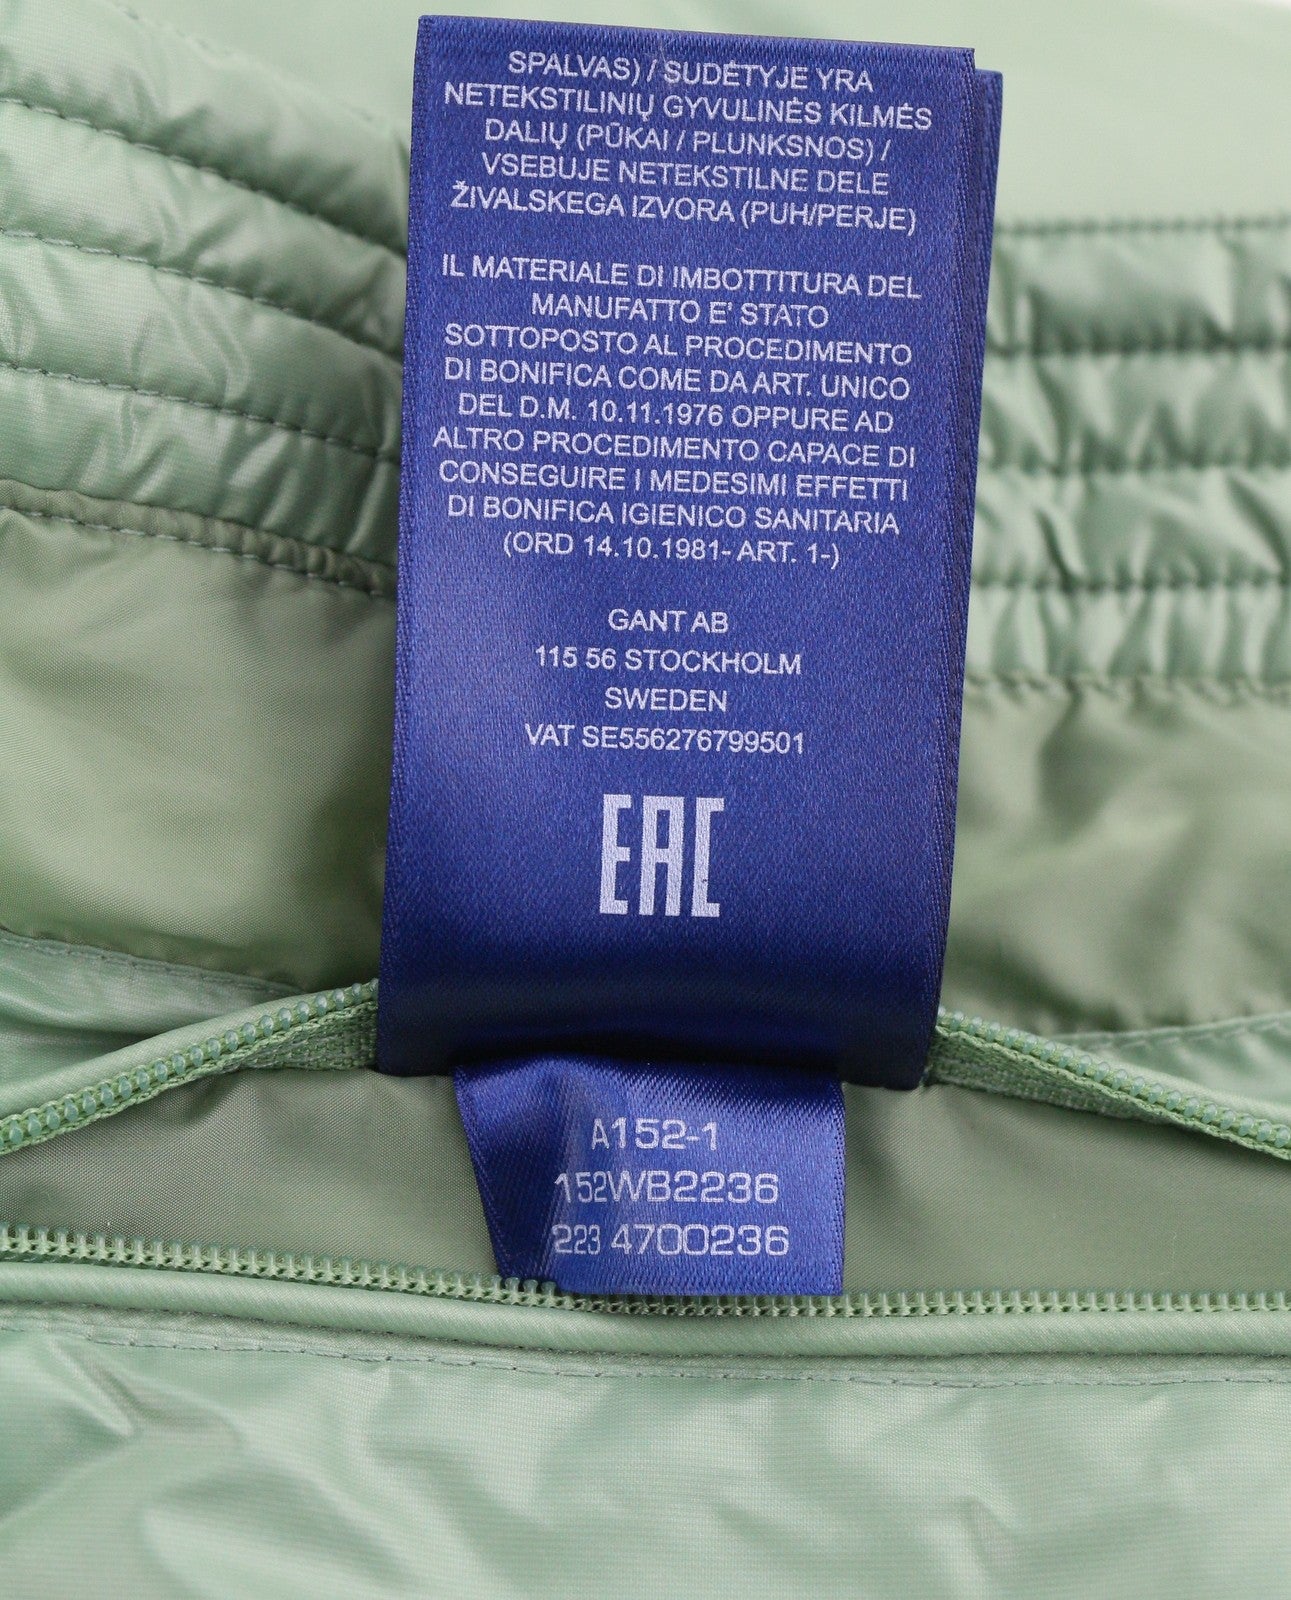 SPALVAS) / SUDĖTYJE YRA
NETEKSTILINIŲ GYVULINĖS KILMĖS
DALIŲ (PŪKAI / PLUNKSNOS) /
VSEBUJE NETEKSTILNE DELE
ŽIVALSKEGA IZVORA (PUH/PERJE)
IL MATERIALE DI IMBOTTITURA DEL
MANUFATTO E' STATO
SOTTOPOSTO AL PROCEDIMENTO
DI BONIFICA COME DA ART. UNICO
DEL D.M. 10.11.1976 OPPURE AD
ALTRO PROCEDIMENTO CAPACE DI
CONSEGUIRE I MEDESIMI EFFETTI
DI BONIFICA IGIENICO SANITARIA
(ORD 14.10.1981- ART. 1-)
GANT AB
115 56 STOCKHOLM
SWEDEN
VAT SE556276799501
EAC
A152-1
152WB2236
223 4700236